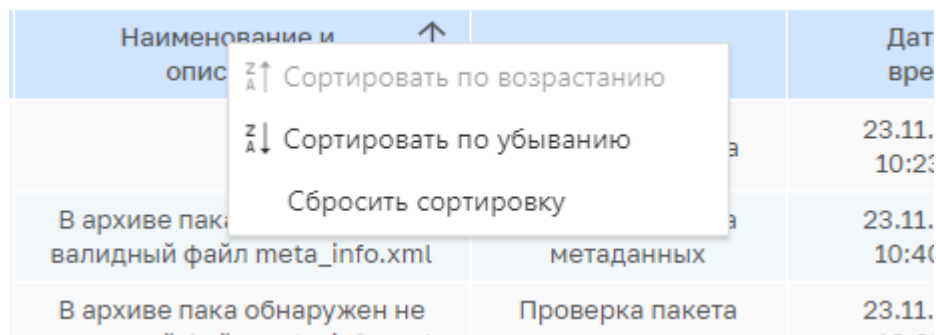 Наименование и
опис
Дат
вре
Z A Сортировать по возрастанию
Z A Сортировать по убыванию
Сбросить сортировку
а
23.11.
10:23
В архиве пака
валидный файл meta_info.xml
а
метаданных
23.11.
10:40
В архиве пака обнаружен не
Проверка пакета
23.11.